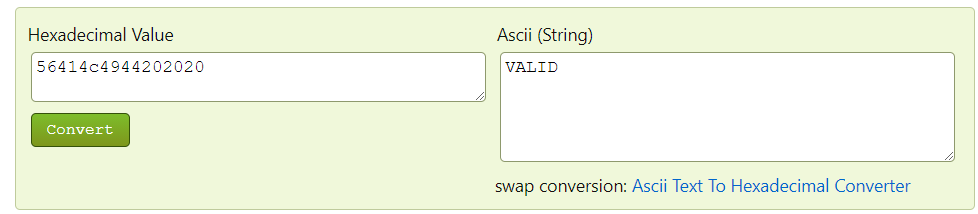 Hexadecimal Value
Ascii (String)
56414c4944202020
VALID
Convert
swap conversion: Ascii Text To Hexadecimal Converter